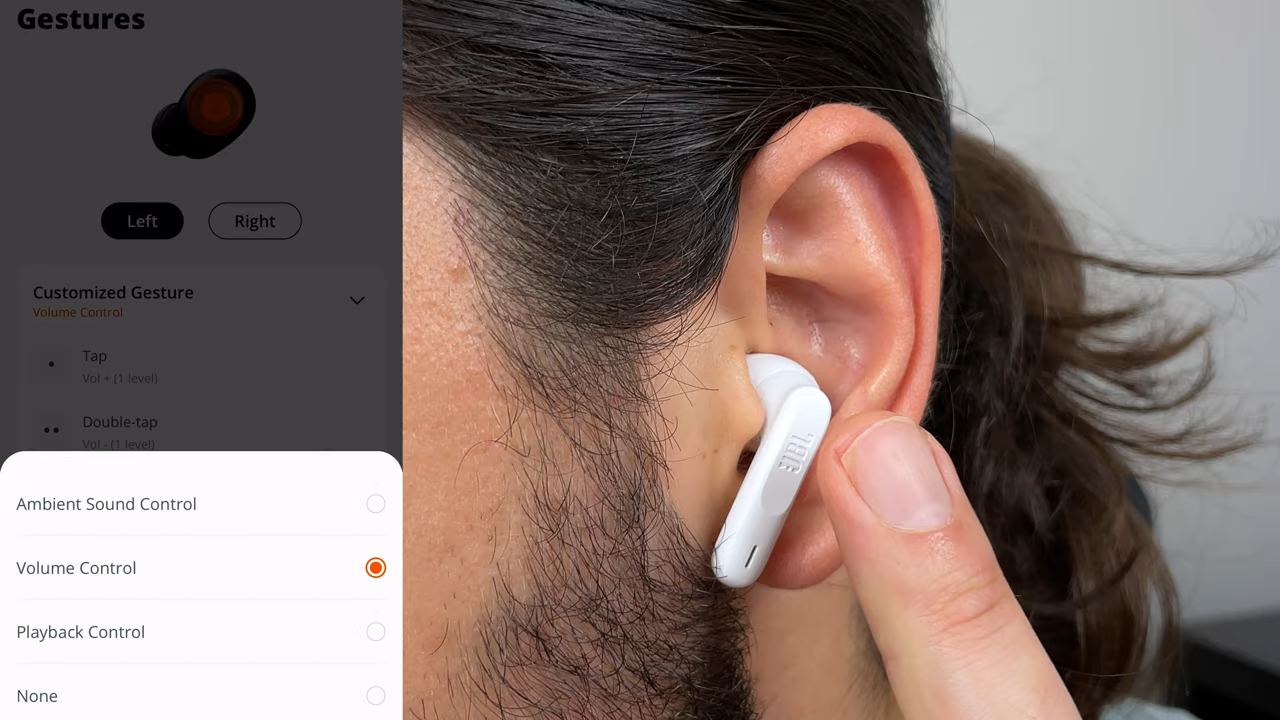 Gestures
Left
Right
Customized Gesture
Volume Control
Tap
Vol + (1 level)
Double-tap
Vol - (1 level)
Ambient Sound Control
Volume Control
Playback Control
None
JBL